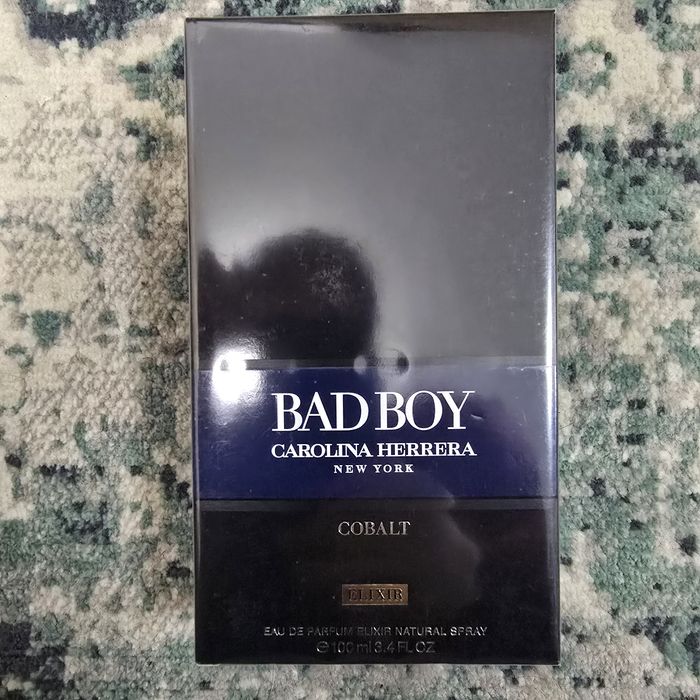 BAD BOY
CAROLINA HERRERA
NEW YORK
COBALT
ELIXIR
EAU DE PARFUM ELIXIR NATURAL SPRAY
℮100 ml 3.4 FL OZ